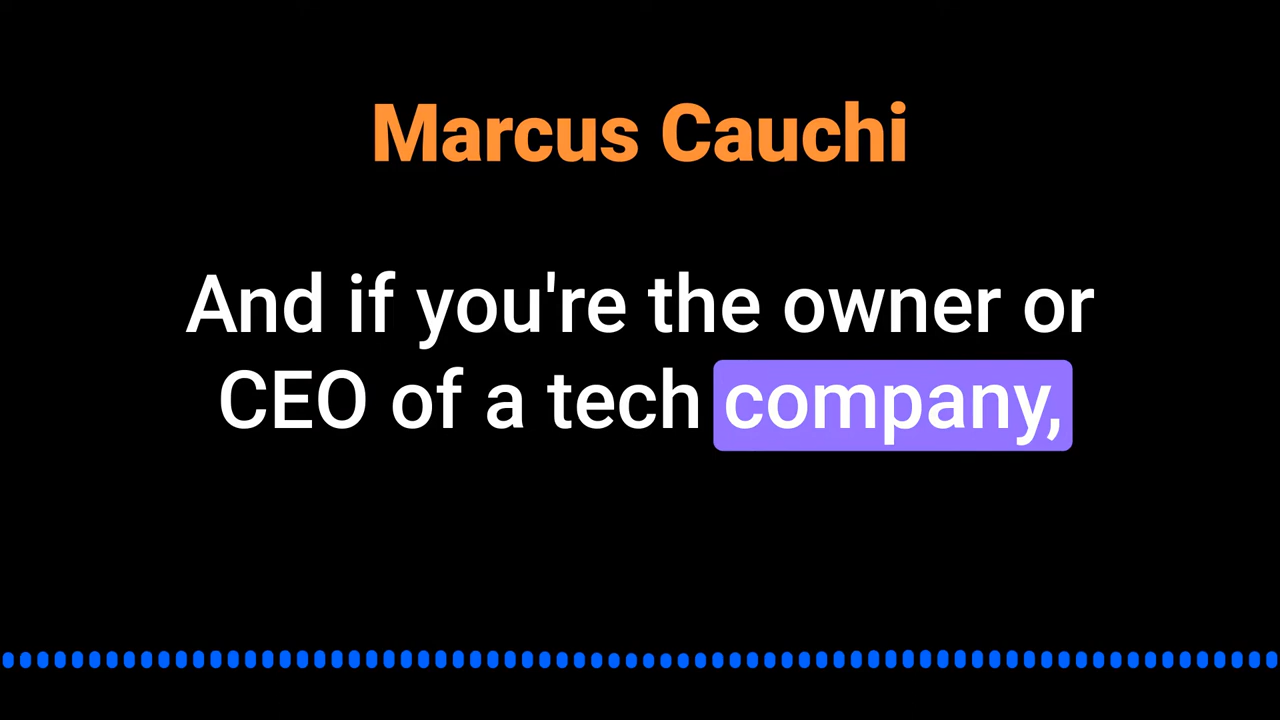 Marcus Cauchi
And if you're the owner or
CEO of a tech company,